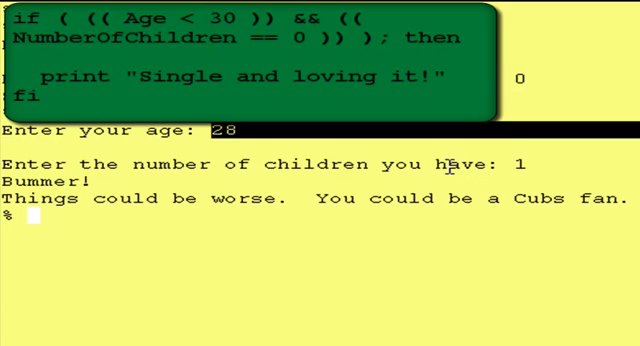 if ( (( Age < 30 )) && ((
NumberOfChildren == 0 )) ); then
print "Single and loving it!"
fi
0
Enter your age: 28
Enter the number of children you have: 1
Bummer!
Things could be worse.  You could be a Cubs fan.
%